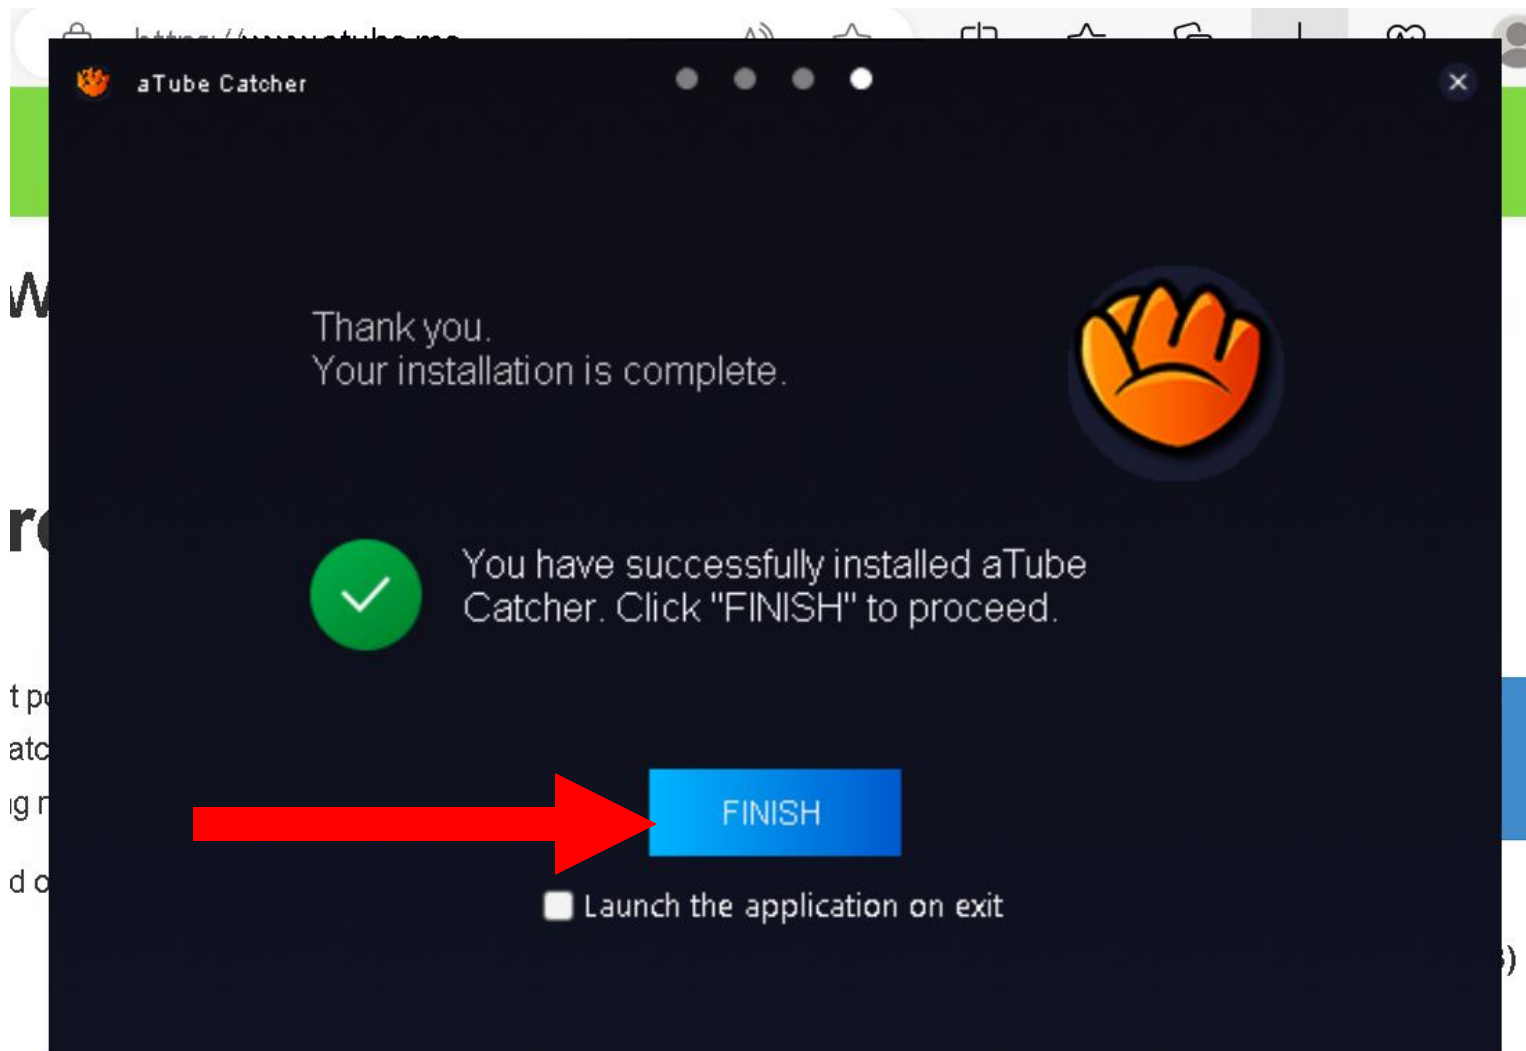 aTube Catcher
Thank you.
Your installation is complete.
You have successfully installed aTube
Catcher. Click "FINISH" to proceed.
FINISH
Launch the application on exit
t
g
d